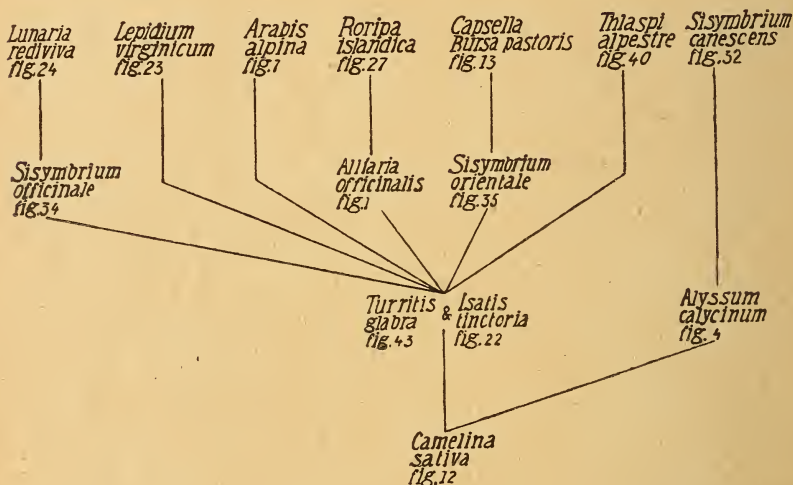 Lunaria
rediviva
fig.24
Lepidium
virginicum
fig.23
Arabis
alpina
fig.7
Roripa
islandica
fig.27
Capsella
Bursa pastoris
fig.13
Thlaspi
alpestre
fig.40
Sisymbrium
canescens
fig.32
Sisymbrium
officinale
fig.34
Alliaria
officinalis
fig.1
Sisymbrium
orientale
fig.35
Turritis
glabra
fig.43
&
Isatis
tinctoria
fig.22
Alyssum
calycinum
fig.4
Camelina
sativa
fig.12